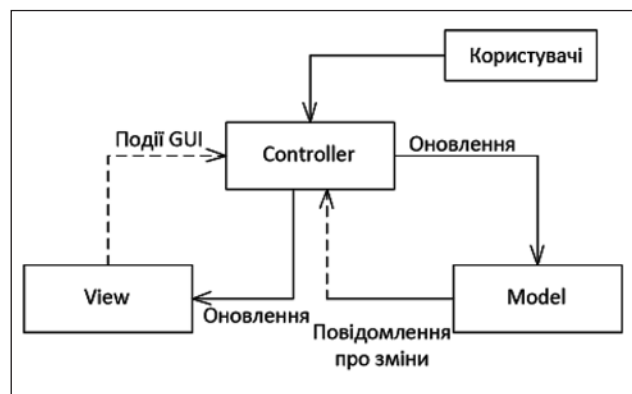 Користувачі
Події GUI
Controller
Оновлення
View
Оновлення
Model
Повідомлення
про зміни